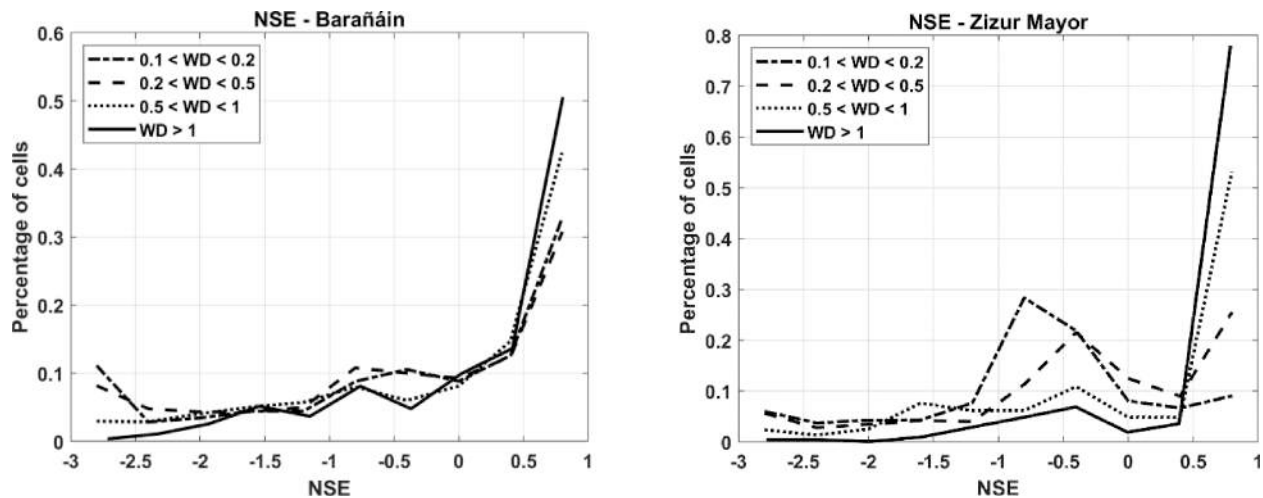 NSE - Barañáin
0.6
0.5
0.4
0.3
0.2
0.1
0
Percentage of cells
0.1 < WD < 0.2
0.2 < WD < 0.5
0.5 < WD < 1
WD > 1
-3 -2.5 -2 -1.5 -1 -0.5 0 0.5 1
NSE
NSE - Zizur Mayor
0.8
0.7
0.6
0.5
0.4
0.3
0.2
0.1
0
Percentage of cells
0.1 < WD < 0.2
0.2 < WD < 0.5
0.5 < WD < 1
WD > 1
-3 -2.5 -2 -1.5 -1 -0.5 0 0.5 1
NSE